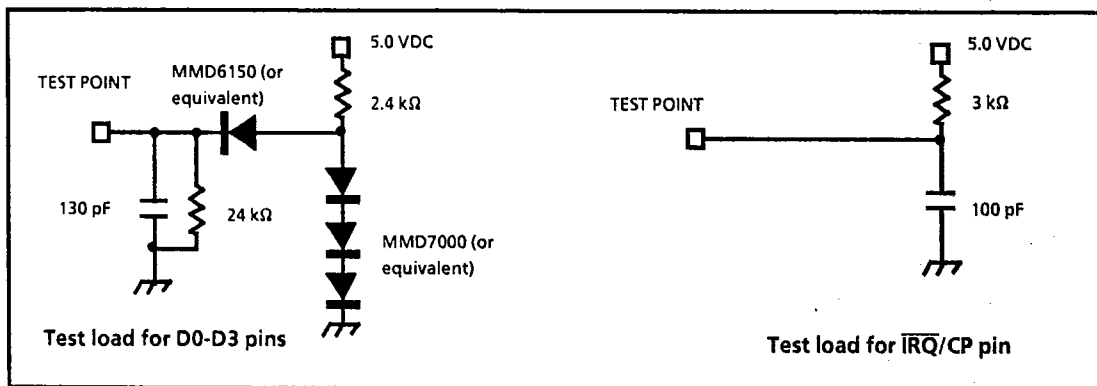 5.0 VDC
MMD6150 (or
equivalent)
TEST POINT
2.4 kΩ
130 pF
24 kΩ
MMD7000 (or
equivalent)
Test load for D0-D3 pins
5.0 VDC
TEST POINT
3 kΩ
100 pF
Test load for I̅R̅Q̅/CP pin